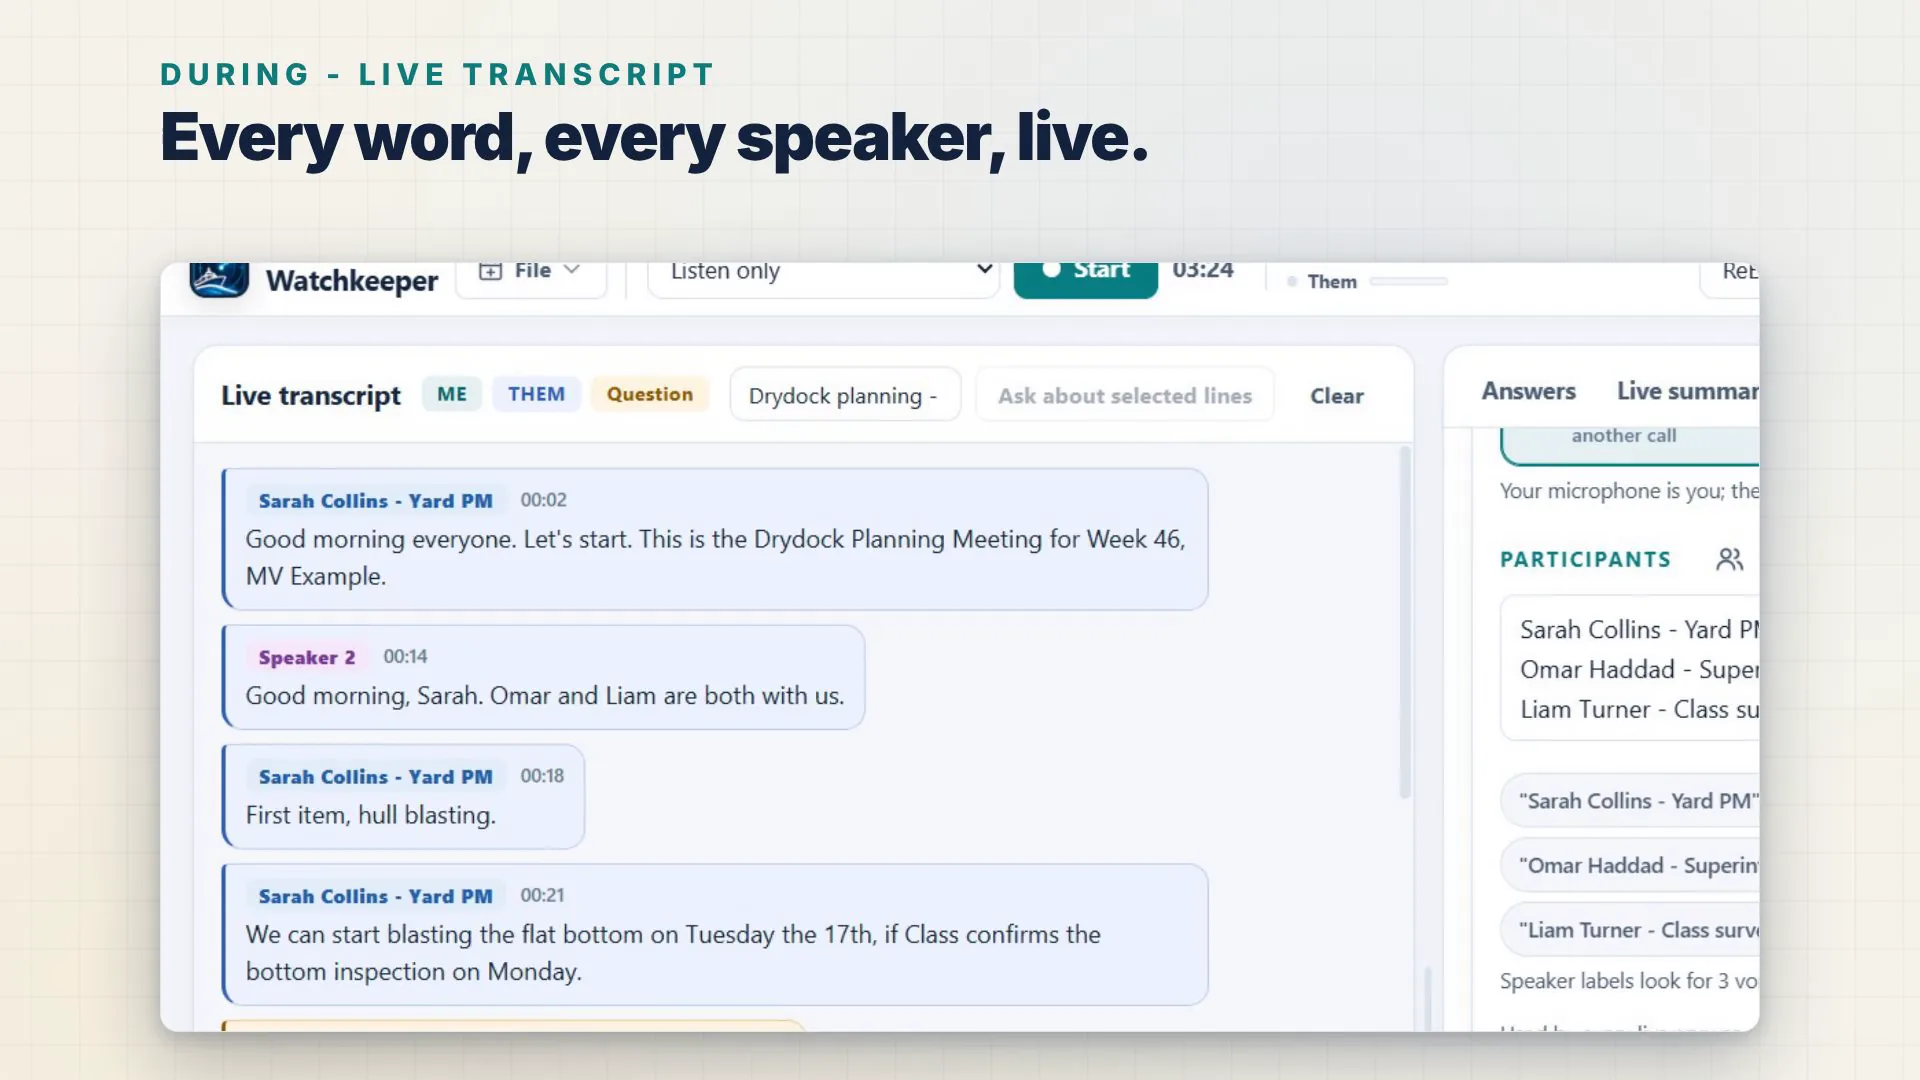 DURING - LIVE TRANSCRIPT
Every word, every speaker, live.
Watchkeeper
File
Listen only
Start
03:24
Them
Live transcript
ME
THEM
Question
Drydock planning -
Ask about selected lines
Clear
Sarah Collins - Yard PM 00:02
Good morning everyone. Let's start. This is the Drydock Planning Meeting for Week 46,
MV Example.
Speaker 2 00:14
Good morning, Sarah. Omar and Liam are both with us.
Sarah Collins - Yard PM 00:18
First item, hull blasting.
Sarah Collins - Yard PM 00:21
We can start blasting the flat bottom on Tuesday the 17th, if Class confirms the
bottom inspection on Monday.
Answers
Live summar
another call
Your microphone is you; the
PARTICIPANTS
Sarah Collins - Yard PM
Omar Haddad - Super
Liam Turner - Class su
"Sarah Collins - Yard PM"
"Omar Haddad - Superin
"Liam Turner - Class surv
Speaker labels look for 3 vo